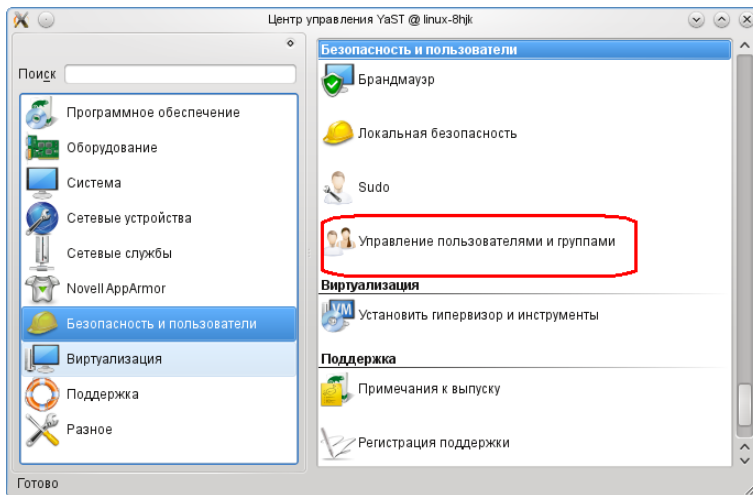 Центр управления YaST @ linux-8hjk
Поиск
Программное обеспечение
Оборудование
Система
Сетевые устройства
Сетевые службы
Novell AppArmor
Безопасность и пользователи
Виртуализация
Поддержка
Разное
Безопасность и пользователи
Брандмауэр
Локальная безопасность
Sudo
Управление пользователями и группами
Виртуализация
VM
Установить гипервизор и инструменты
Поддержка
Примечания к выпуску
Регистрация поддержки
Готово